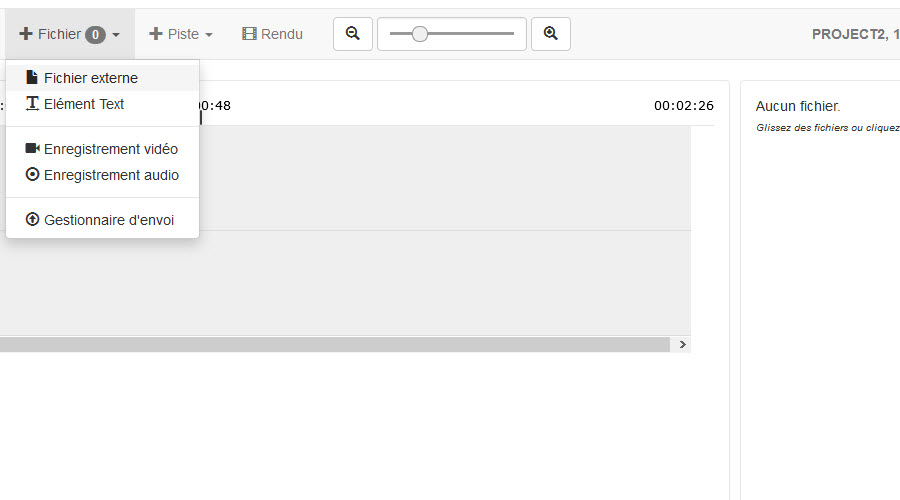 Fichier 0
Piste
Rendu
PROJECT2, 1
Fichier externe
Elément Text
Enregistrement vidéo
Enregistrement audio
Gestionnaire d'envoi
00:48
00:02:26
Aucun fichier.
Glissez des fichiers ou cliquez